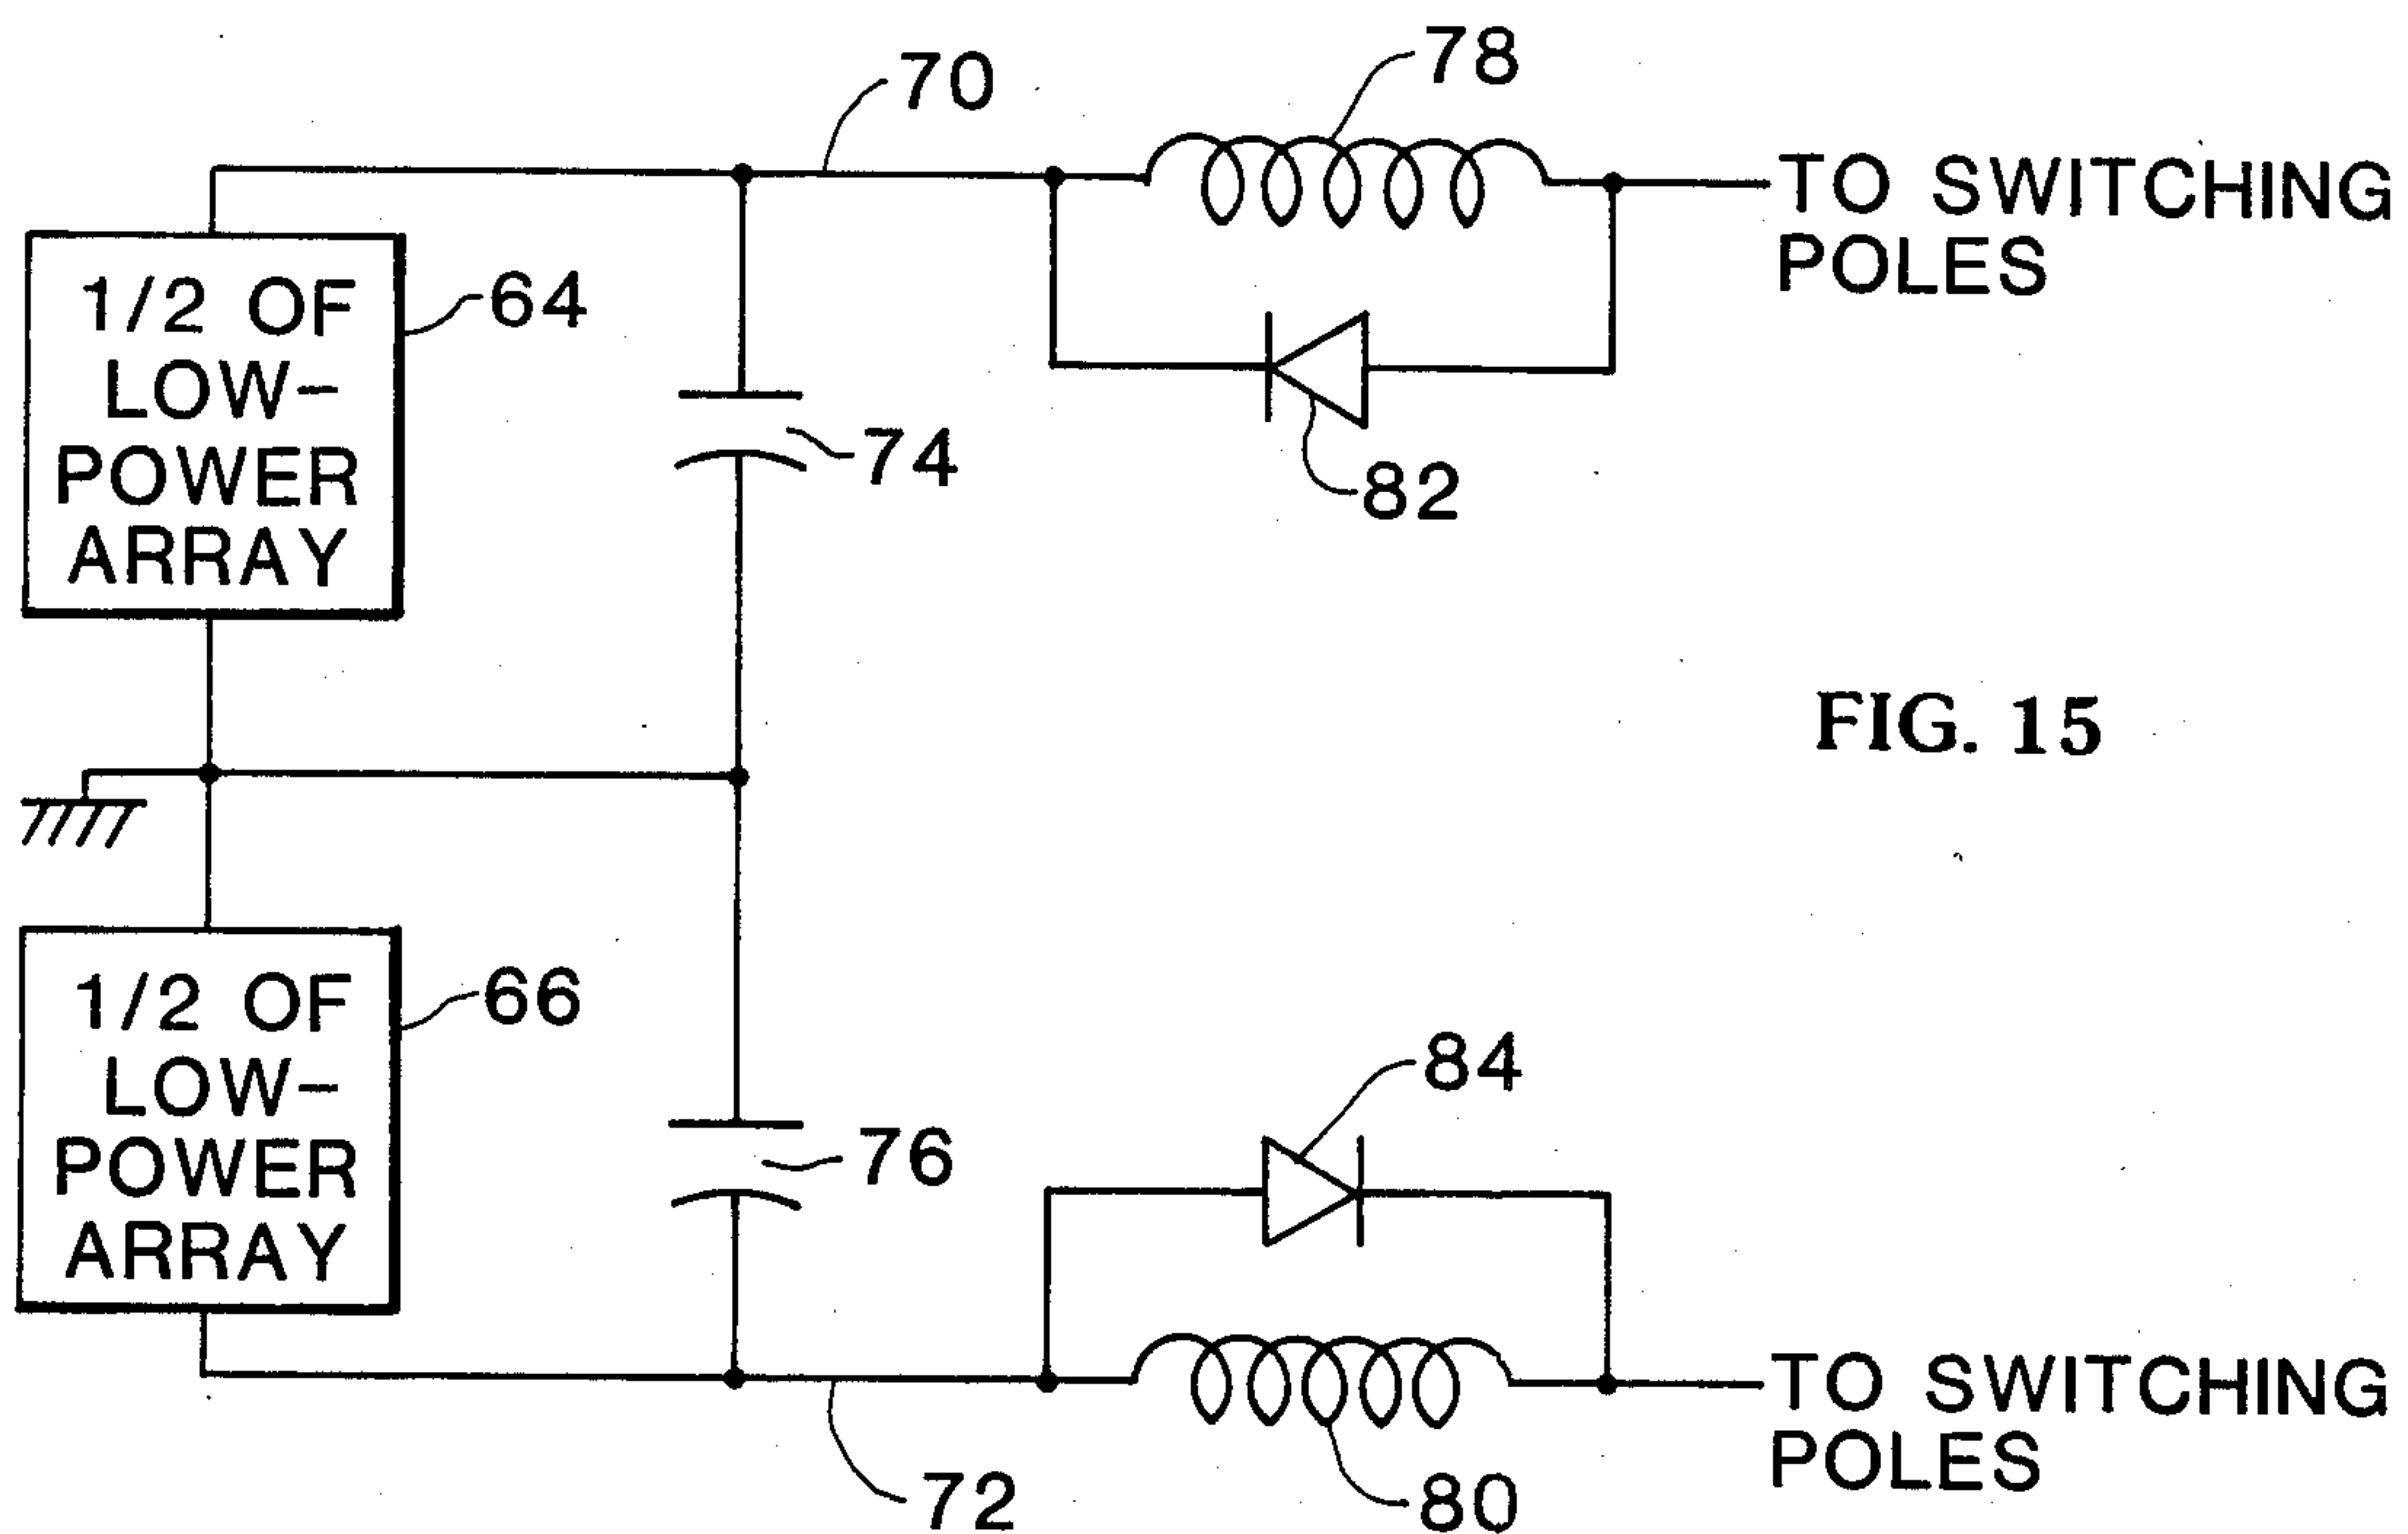 70
78
TO SWITCHING
POLES
1/2 OF
LOW-
POWER
ARRAY
64
74
82
FIG. 15
1/2 OF
LOW-
POWER
ARRAY
66
76
84
TO SWITCHING
POLES
72
80